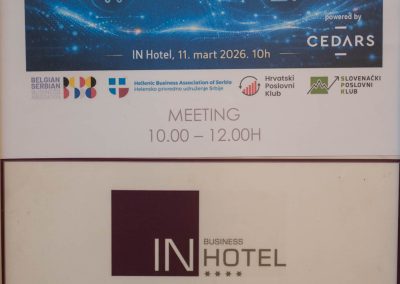 powered by
CEDARS
IN Hotel, 11. mart 2026. 10h
BELGIAN
SERBIAN
Hellenic Business Association of Serbia
Helensko privredno udruženje Srbije
Hrvatski
Poslovni
Klub
SLOVENAČKI
POSLOVNI
KLUB
MEETING
10.00 – 12.00H
IN
BUSINESS
HOTEL